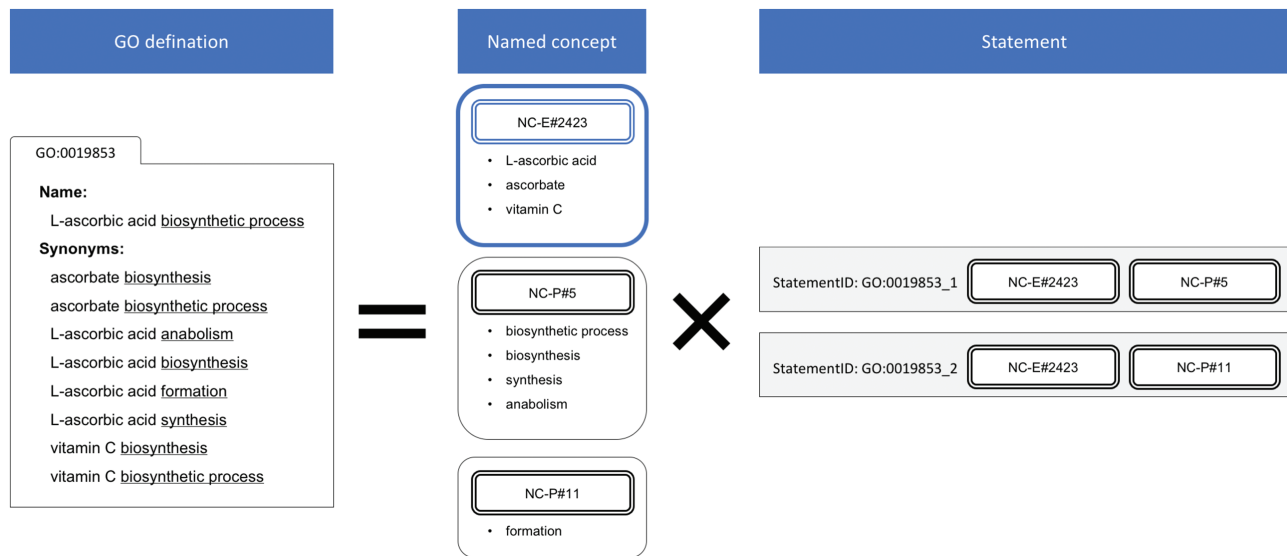 GO defination
Named concept
Statement
GO:0019853
Name:
L-ascorbic acid biosynthetic process
Synonyms:
ascorbate biosynthesis
ascorbate biosynthetic process
L-ascorbic acid anabolism
L-ascorbic acid biosynthesis
L-ascorbic acid formation
L-ascorbic acid synthesis
vitamin C biosynthesis
vitamin C biosynthetic process
=
NC-E#2423
• L-ascorbic acid
• ascorbate
• vitamin C
NC-P#5
• biosynthetic process
• biosynthesis
• synthesis
• anabolism
NC-P#11
• formation
×
StatementID: GO:0019853_1 NC-E#2423 NC-P#5
StatementID: GO:0019853_2 NC-E#2423 NC-P#11